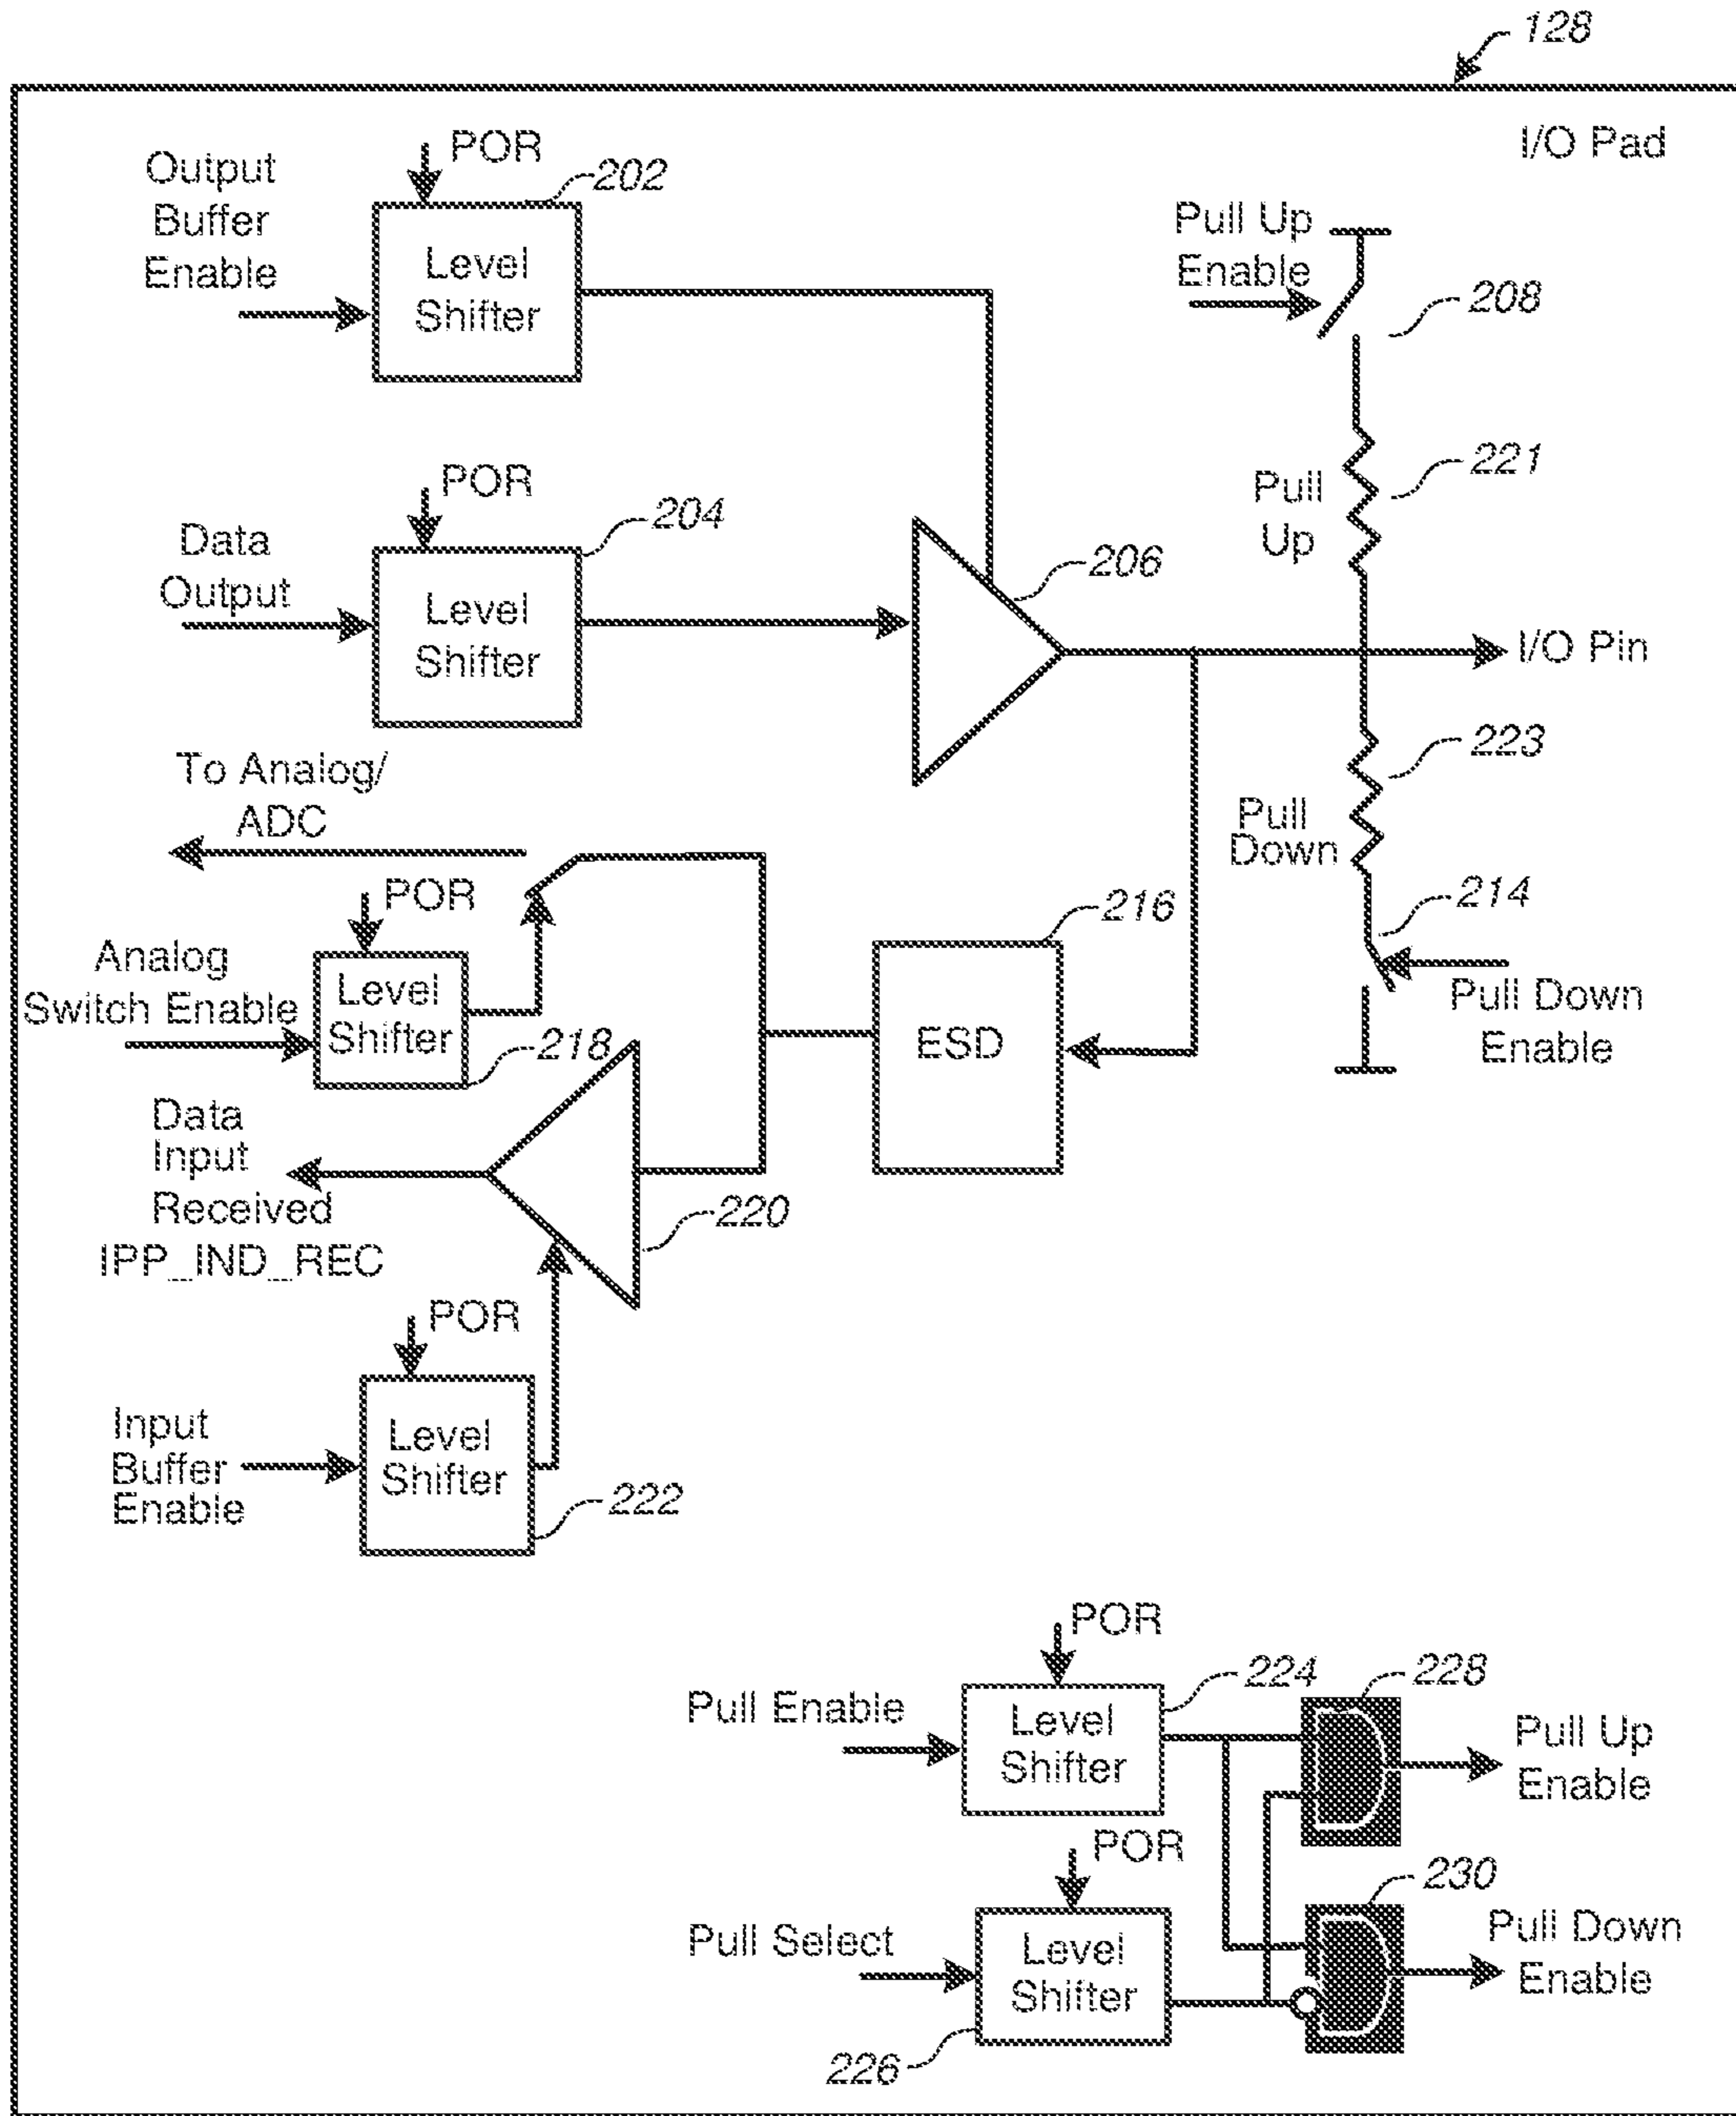 128
I/O Pad
POR
Output
Buffer
Enable
202
Level
Shifter
Pull Up
Enable
208
POR
221
Pull
Up
204
Data
Output
Level
Shifter
206
I/O Pin
223
To Analog/
ADC
Pull
Down
POR
216
214
Analog
Switch Enable
Level
Shifter
218
ESD
Pull Down
Enable
Data
Input
Received
IPP_IND_REC
220
POR
Input
Buffer
Enable
Level
Shifter
222
POR
224
228
Pull Enable
Level
Shifter
Pull Up
Enable
POR
230
Pull Select
Level
Shifter
Pull Down
Enable
226